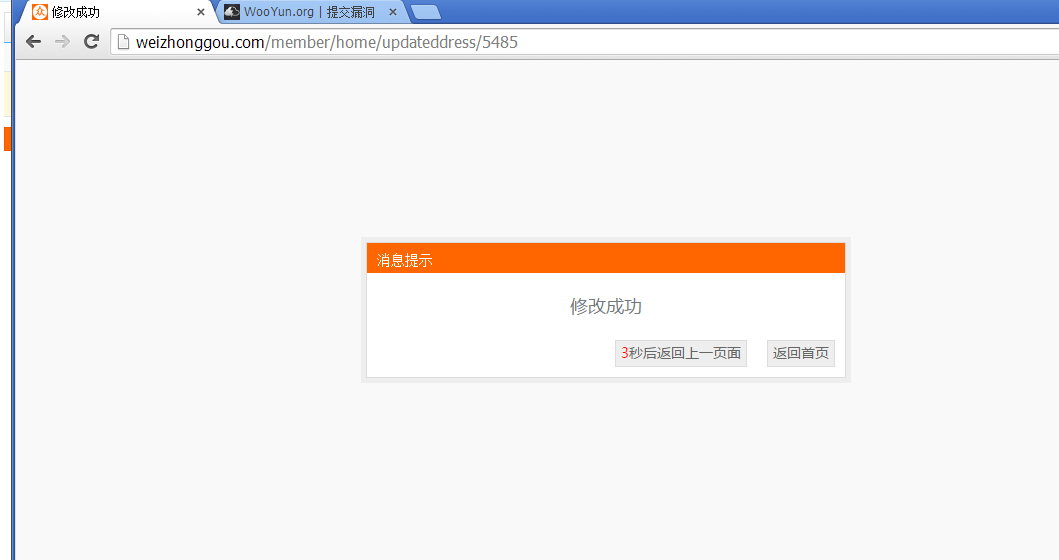 修改成功
WooYun.org | 提交漏洞
weizhonggou.com/member/home/updateddress/5485
消息提示
修改成功
3秒后返回上一页面 返回首页